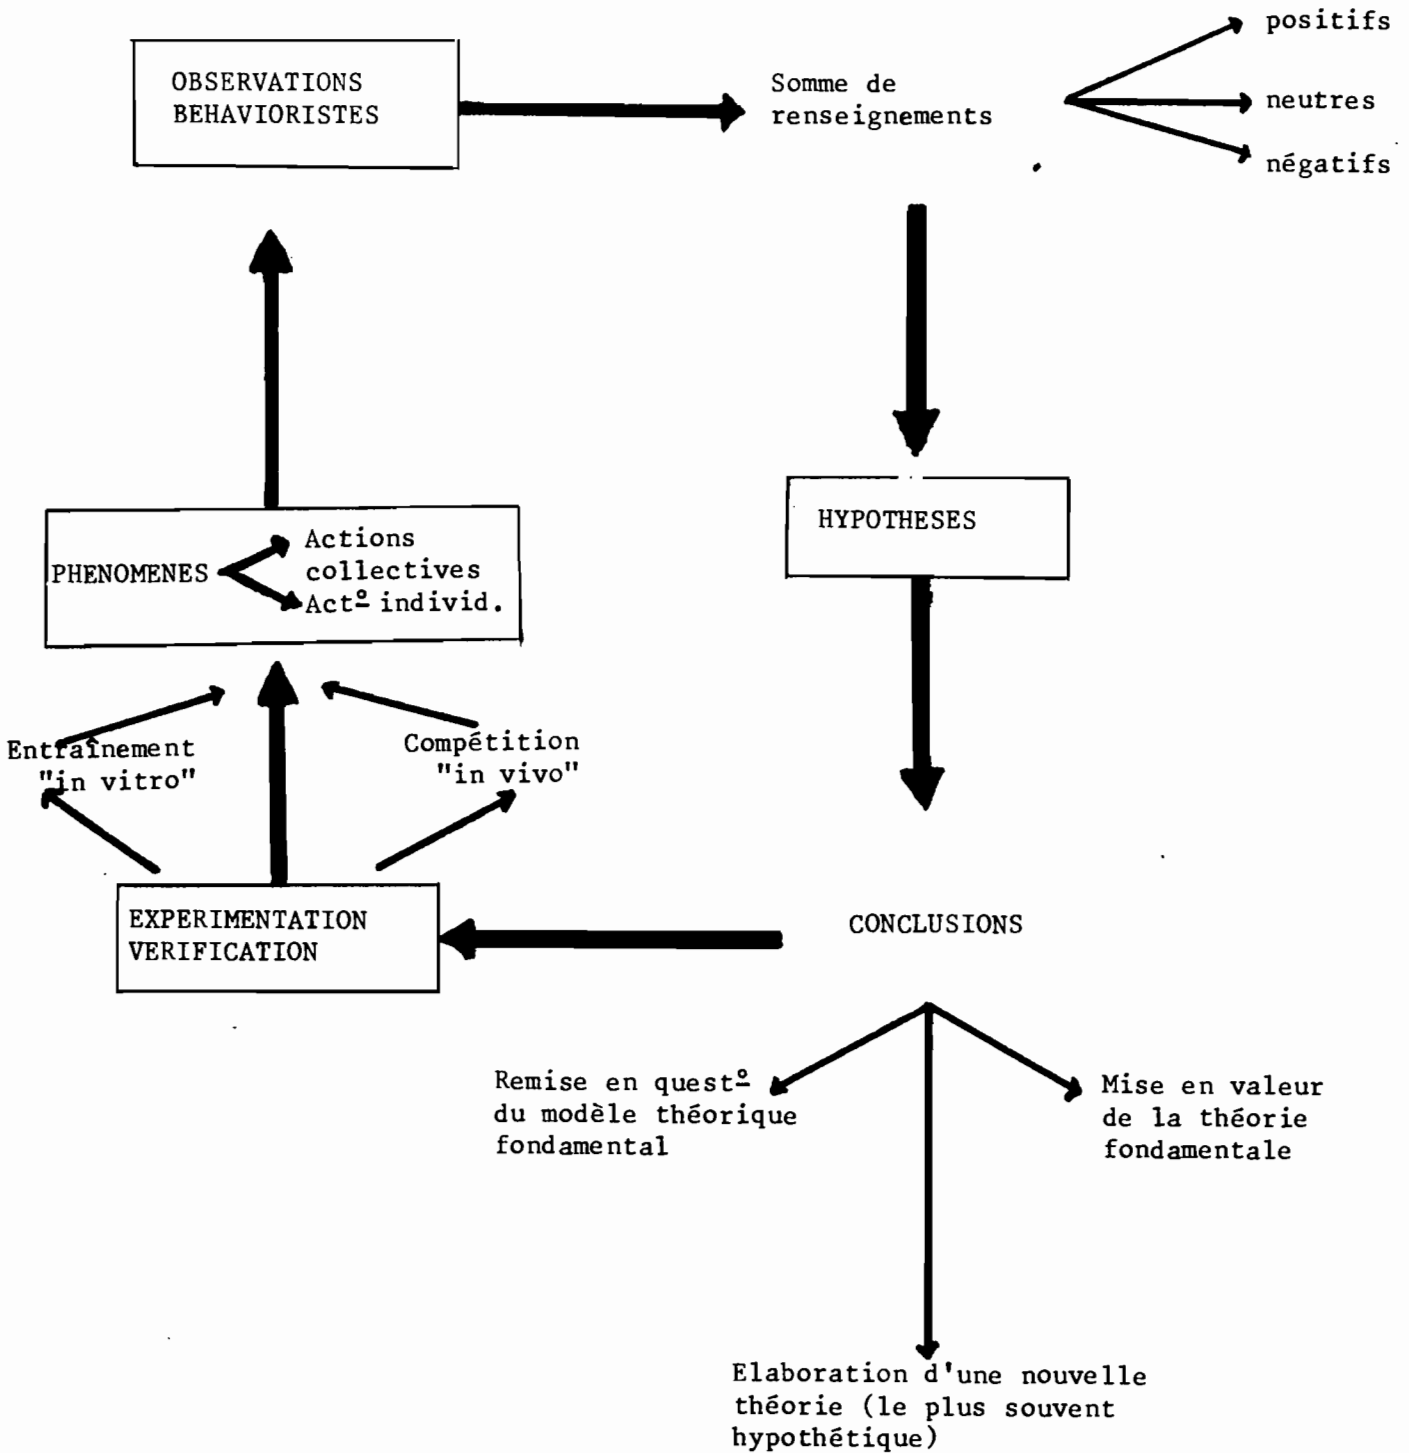 OBSERVATIONS
BEHAVIORISTES
Somme de
renseignements
positifs
neutres
négatifs
PHENOMENES
Actions
collectives
Actº individ.
HYPOTHESES
Entraînement
"in vitro"
Compétition
"in vivo"
EXPERIMENTATION
VERIFICATION
CONCLUSIONS
Remise en questº
du modèle théorique
fondamental
Mise en valeur
de la théorie
fondamentale
Elaboration d'une nouvelle
théorie (le plus souvent
hypothétique)